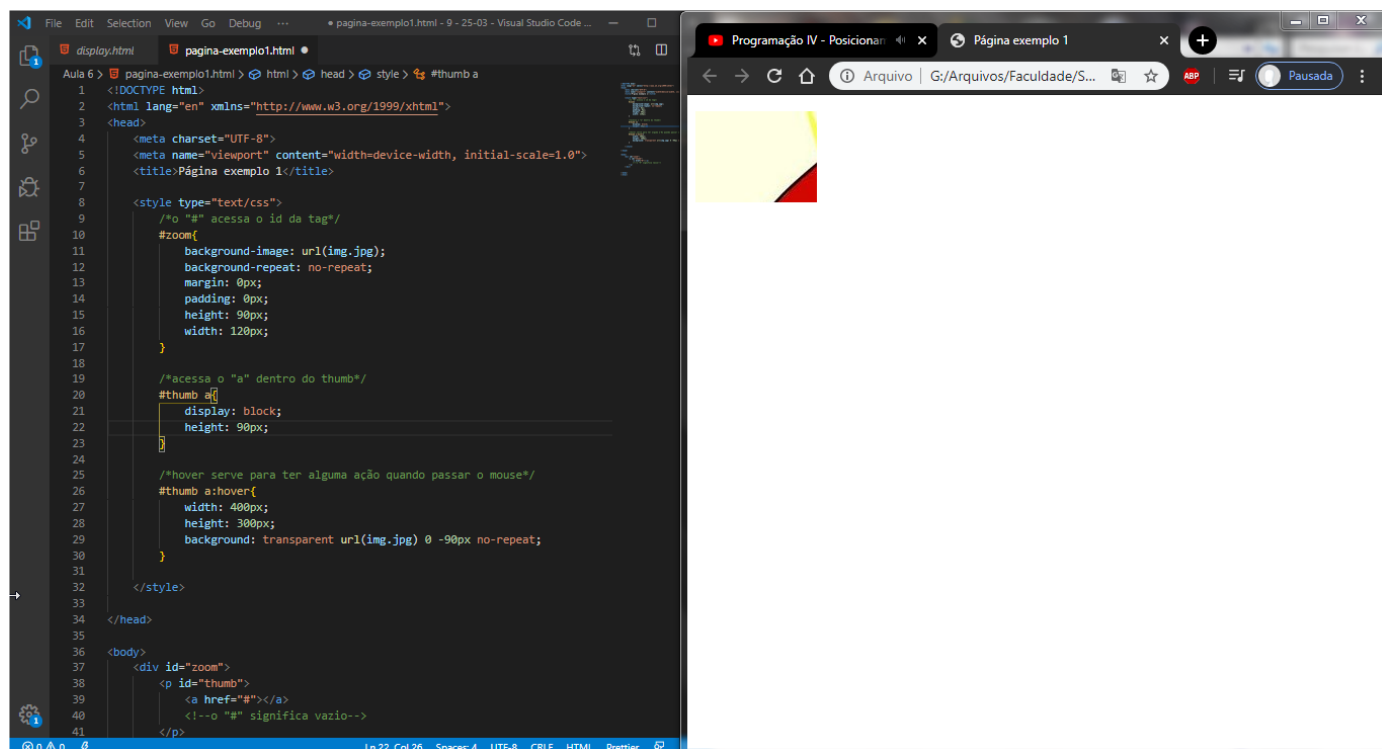 File Edit Selection View Go Debug ··· ● pagina-exemplo1.html - 9 - 25-03 - Visual Studio Code ...
display.html pagina-exemplo1.html ●
Aula 6 > pagina-exemplo1.html > html > head > style > #thumb a
1 <!DOCTYPE html>
2 <html lang="en" xmlns="http://www.w3.org/1999/xhtml">
3 <head>
4 <meta charset="UTF-8">
5 <meta name="viewport" content="width=device-width, initial-scale=1.0">
6 <title>Página exemplo 1</title>
7
8 <style type="text/css">
9 /*o "#" acessa o id da tag*/
10 #zoom{
11 background-image: url(img.jpg);
12 background-repeat: no-repeat;
13 margin: 0px;
14 padding: 0px;
15 height: 90px;
16 width: 120px;
17 }
18
19 /*acessa o "a" dentro do thumb*/
20 #thumb a{
21 display: block;
22 height: 90px;
23 }
24
25 /*hover serve para ter alguma ação quando passar o mouse*/
26 #thumb a:hover{
27 width: 400px;
28 height: 300px;
29 background: transparent url(img.jpg) 0 -90px no-repeat;
30 }
31
32 </style>
33
34 </head>
35
36 <body>
37 <div id="zoom">
38 <p id="thumb">
39 <a href="#"></a>
40 <!--o "#" significa vazio-->
41 </p>
0 0 Ln 22, Col 26 Spaces: 4 UTF-8 CRLF HTML Prettier
1
1
Programação IV - Posicionam Página exemplo 1
Arquivo | G:/Arquivos/Faculdade/S... ABP Pausada